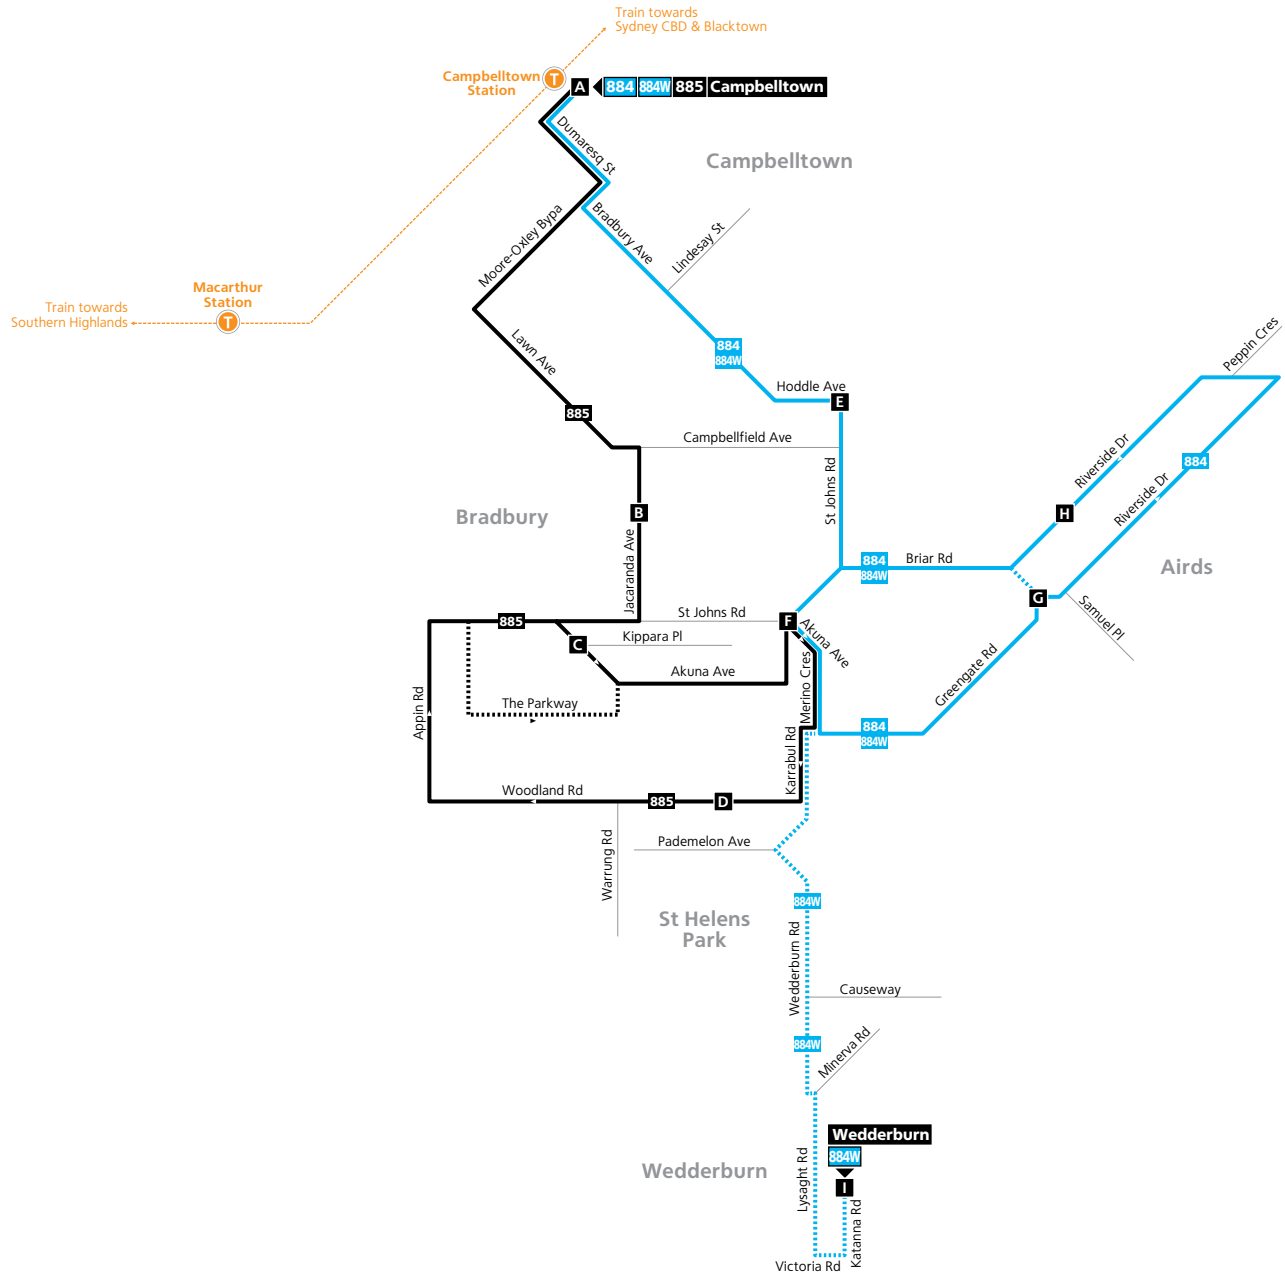 Train towards
Sydney CBD & Blacktown
Campbelltown
Station
T
A
884 884W 885 Campbelltown
Dumaresq St
Campbelltown
Moore-Oxley Bypa
Bradbury Ave
Lindesay St
Macarthur
Station
Train towards
Southern Highlands
T
Lawn Ave
884
884W
Peppin Cres
Hoddle Ave
E
885
Campbellfield Ave
Riverside Dr
884
St Johns Rd
Riverside Dr
Bradbury
B
H
Jacaranda Ave
884
884W
Briar Rd
Airds
G
Samuel Pl
885
St Johns Rd
F
Akuna Ave
C
Kippara Pl
Akuna Ave
Merino Cres
Greengate Rd
Appin Rd
The Parkway
884
884W
Karrabul Rd
Woodland Rd
885
D
Warrung Rd
Pademelon Ave
884W
St Helens
Park
Wedderburn Rd
Causeway
884W
Minerva Rd
Wedderburn
884W
Wedderburn
Lysaght Rd
I
Katanna Rd
Victoria Rd